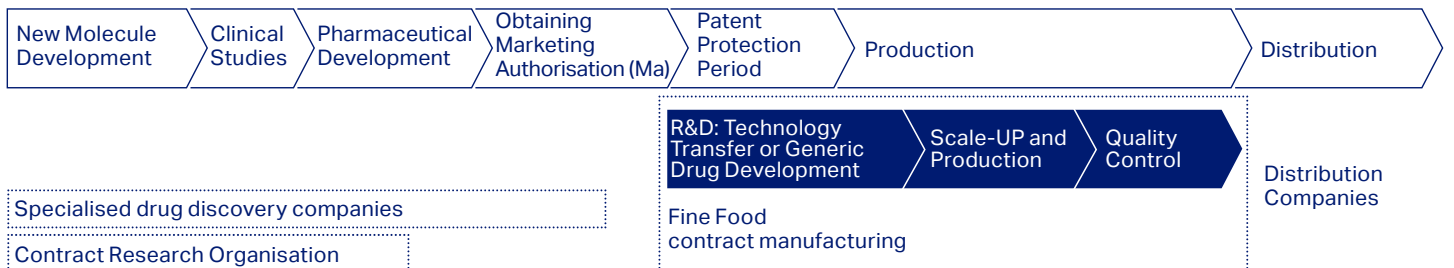 New Molecule
Development
Clinical
Studies
Pharmaceutical
Development
Obtaining
Marketing
Authorisation (Ma)
Patent
Protection
Period
Production
Distribution
R&D: Technology
Transfer or Generic
Drug Development
Scale-UP and
Production
Quality
Control
Distribution
Companies
Specialised drug discovery companies
Fine Food
contract manufacturing
Contract Research Organisation